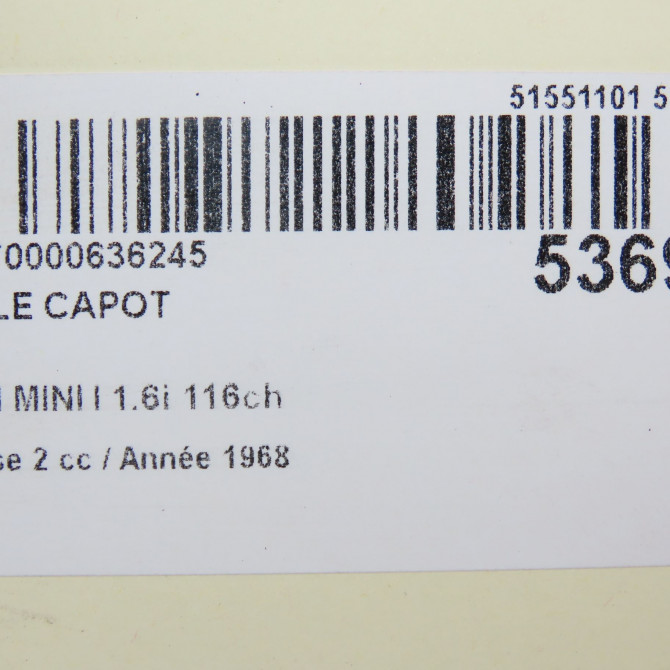 51551101 5
70000636245
5369
LE CAPOT
MINI I 1.6i 116ch
se 2 cc / Année 1968